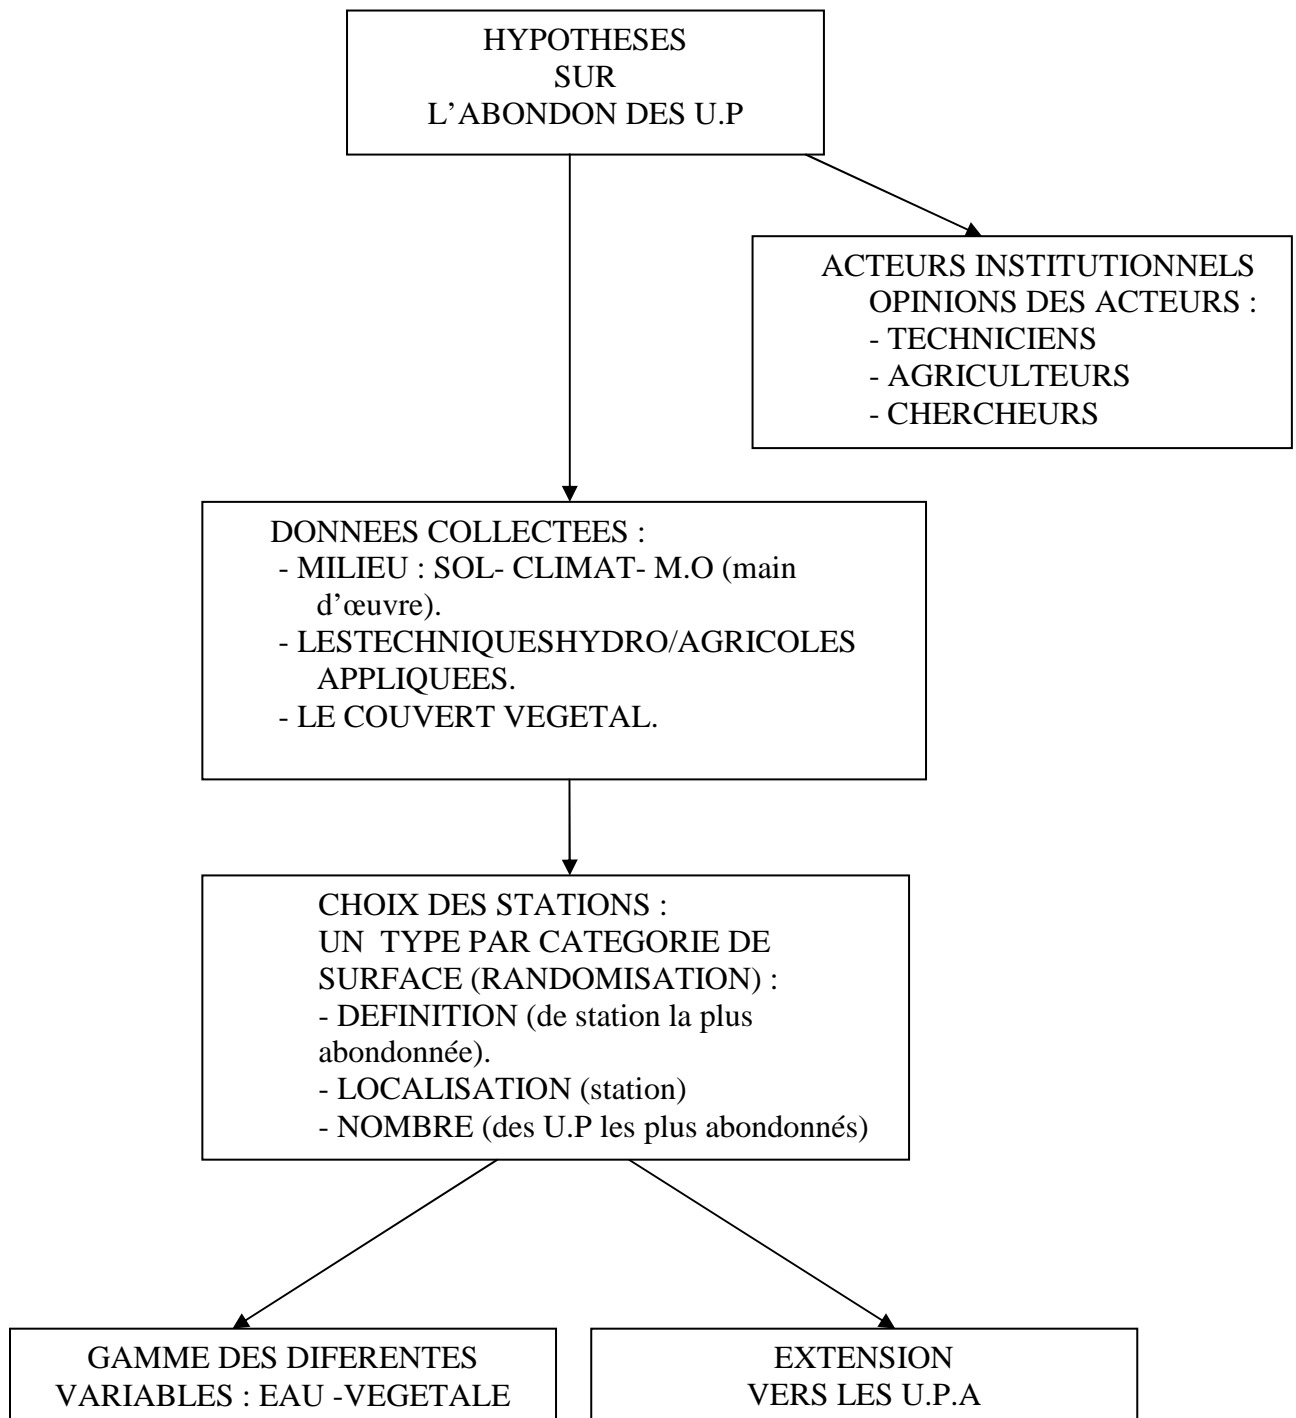 HYPOTHESES
SUR
L’ABONDON DES U.P
ACTEURS INSTITUTIONNELS
OPINIONS DES ACTEURS :
- TECHNICIENS
- AGRICULTEURS
- CHERCHEURS
DONNEES COLLECTEES :
- MILIEU : SOL- CLIMAT- M.O (main
d’œuvre).
- LESTECHNIQUESHYDRO/AGRICOLES
APPLIQUEES.
- LE COUVERT VEGETAL.
CHOIX DES STATIONS :
UN TYPE PAR CATEGORIE DE
SURFACE (RANDOMISATION) :
- DEFINITION (de station la plus
abondonnée).
- LOCALISATION (station)
- NOMBRE (des U.P les plus abondonnés)
GAMME DES DIFERENTES
VARIABLES : EAU -VEGETALE
EXTENSION
VERS LES U.P.A